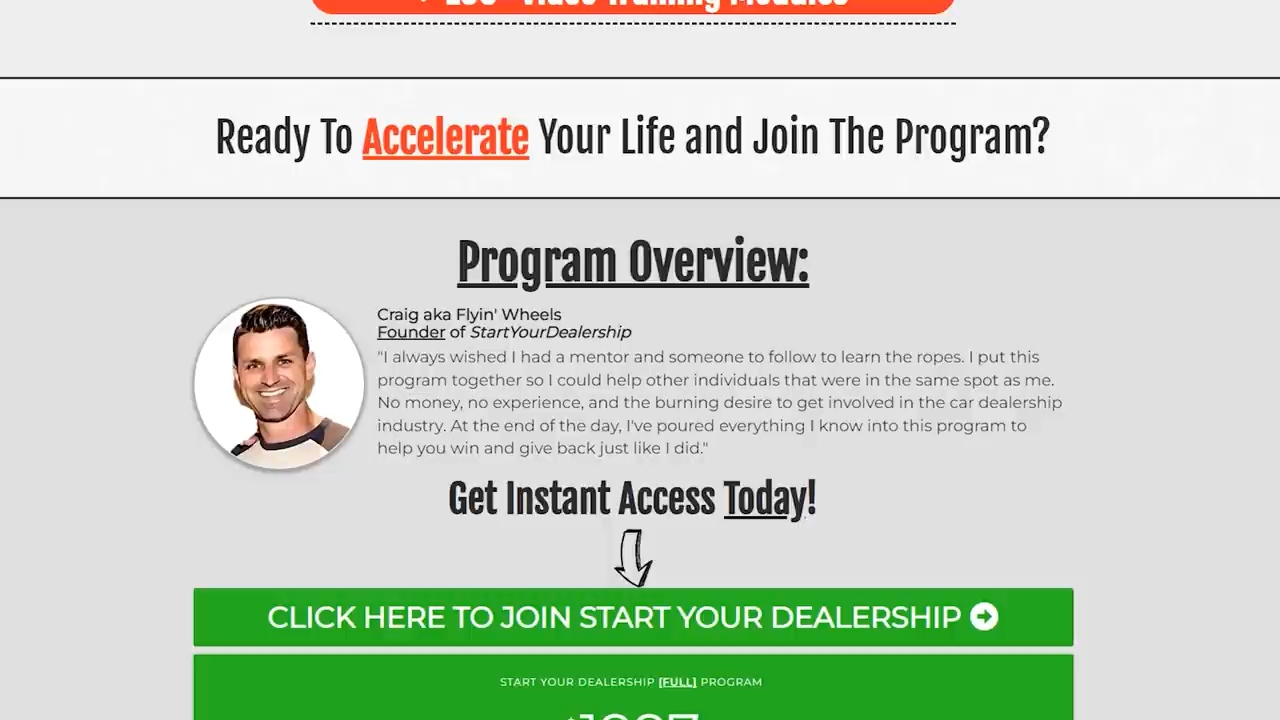 Video Training Modules
Ready To Accelerate Your Life and Join The Program?
Program Overview:
Craig aka Flyin' Wheels
Founder of StartYourDealership
"I always wished I had a mentor and someone to follow to learn the ropes. I put this
program together so I could help other individuals that were in the same spot as me.
No money, no experience, and the burning desire to get involved in the car dealership
industry. At the end of the day, I've poured everything I know into this program to
help you win and give back just like I did."
Get Instant Access Today!
CLICK HERE TO JOIN START YOUR DEALERSHIP
START YOUR DEALERSHIP [FULL] PROGRAM